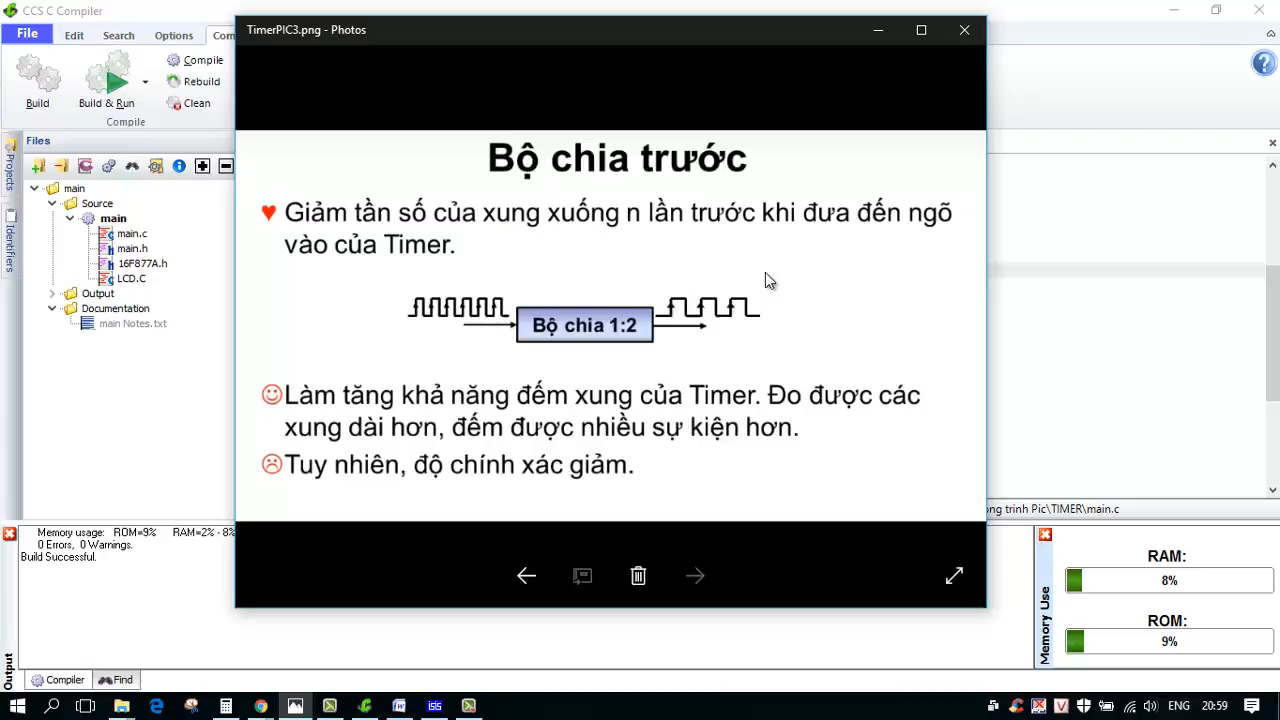 CCS C Compiler
TimerPIC3.png - Photos
File Edit Search Options Com
Compile
Rebuild
Clean
Build Build & Run
Compile
Files
Projects
Identifiers
main
Source
main
main.c
main.h
16F877A.h
LCD.C
Output
Documentation
main Notes.txt
Bộ chia trước
Giảm tần số của xung xuống n lần trước khi đưa đến ngõ
vào của Timer.
Bộ chia 1:2
Làm tăng khả năng đếm xung của Timer. Đo được các
xung dài hơn, đếm được nhiều sự kiện hơn.
Tuy nhiên, độ chính xác giảm.
ong trinh Pic\TIMER\main.c
Memory usage: ROM=9% RAM=2% - 8%
0 Errors, 0 Warnings.
Build Successful.
Output
Compiler Find
Memory Use
RAM:
8%
ROM:
9%
ENG 20:59